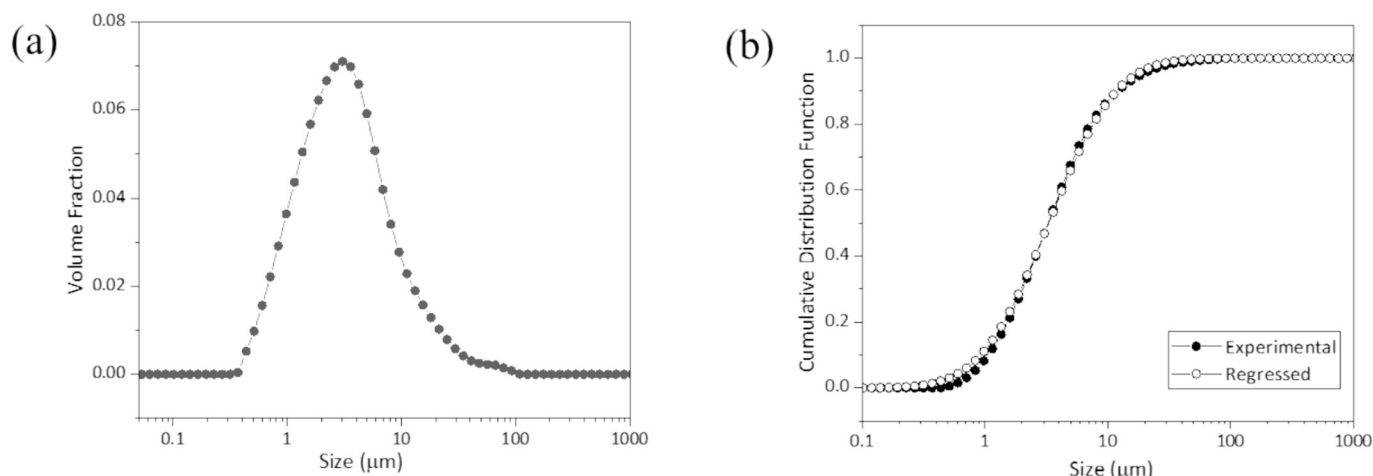 (a)
0.08
0.06
0.04
0.02
0.00
Volume Fraction
0.1 1 10 100 1000
Size (μm)
(b)
1.0
0.8
0.6
0.4
0.2
0.0
Cumulative Distribution Function
Experimental
Regressed
0.1 1 10 100 1000
Size (μm)